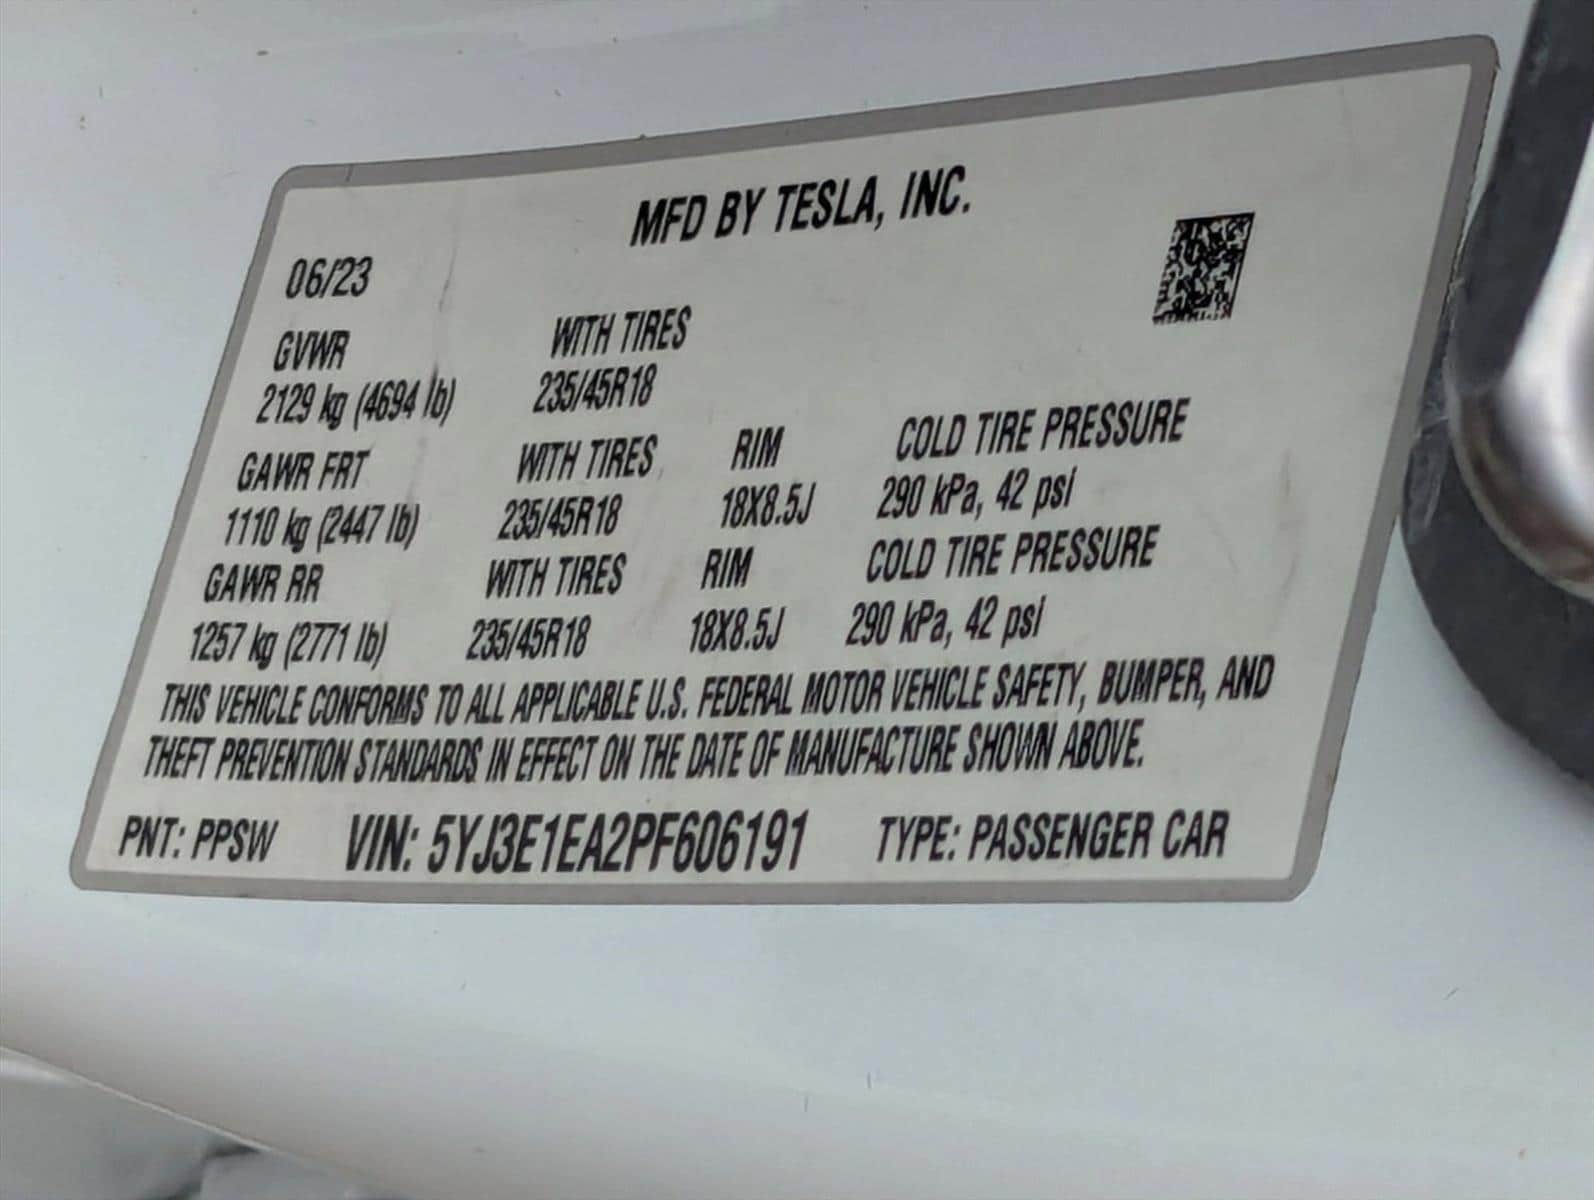 MFD BY TESLA, INC.
06/23
GVWR WITH TIRES
2129 kg (4694 lb) 235/45R18
GAWR FRT WITH TIRES RIM COLD TIRE PRESSURE
1110 kg (2447 lb) 235/45R18 18X8.5J 290 kPa, 42 psi
GAWR RR WITH TIRES RIM COLD TIRE PRESSURE
1257 kg (2771 lb) 235/45R18 18X8.5J 290 kPa, 42 psi
THIS VEHICLE CONFORMS TO ALL APPLICABLE U.S. FEDERAL MOTOR VEHICLE SAFETY, BUMPER, AND
THEFT PREVENTION STANDARDS IN EFFECT ON THE DATE OF MANUFACTURE SHOWN ABOVE.
PNT: PPSW VIN: 5YJ3E1EA2PF606191 TYPE: PASSENGER CAR